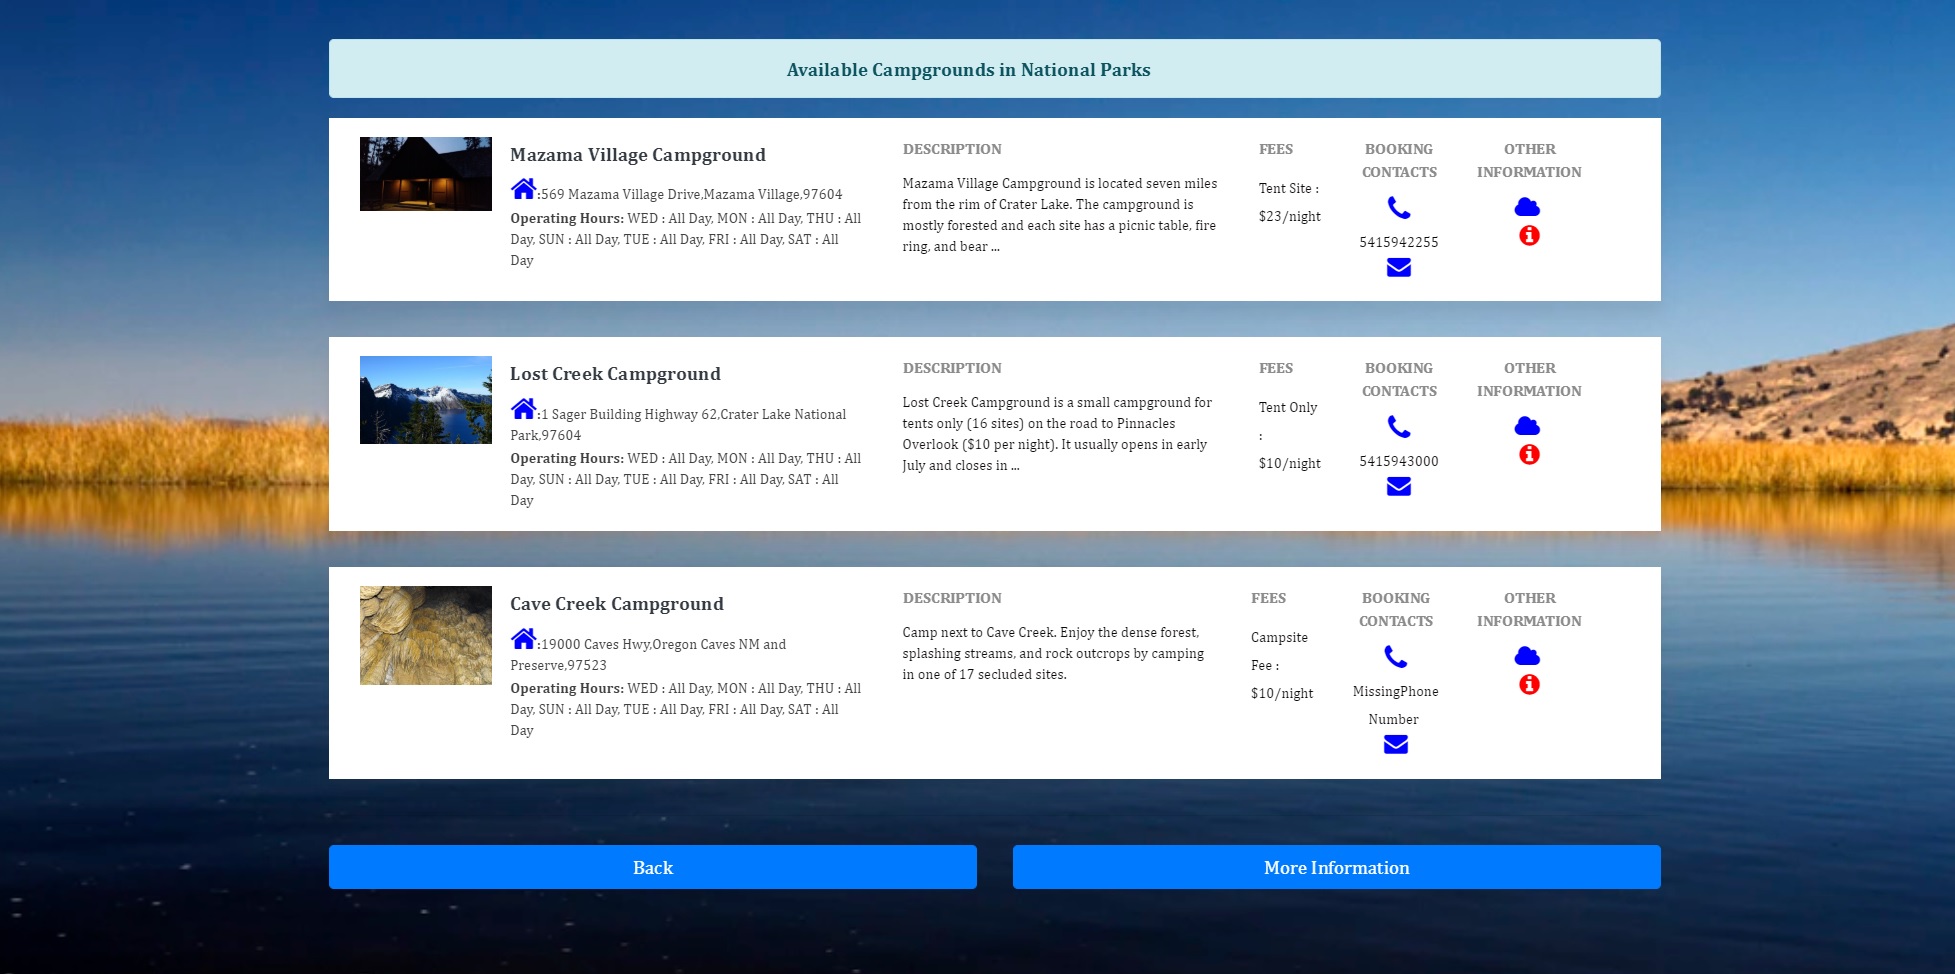 Available Campgrounds in National Parks
Mazama Village Campground
:569 Mazama Village Drive,Mazama Village,97604
Operating Hours: WED : All Day, MON : All Day, THU : All
Day, SUN : All Day, TUE : All Day, FRI : All Day, SAT : All
Day
DESCRIPTION
Mazama Village Campground is located seven miles
from the rim of Crater Lake. The campground is
mostly forested and each site has a picnic table, fire
ring, and bear ...
FEES
Tent Site :
$23/night
BOOKING
CONTACTS
5415942255
OTHER
INFORMATION
Lost Creek Campground
:1 Sager Building Highway 62,Crater Lake National
Park,97604
Operating Hours: WED : All Day, MON : All Day, THU : All
Day, SUN : All Day, TUE : All Day, FRI : All Day, SAT : All
Day
DESCRIPTION
Lost Creek Campground is a small campground for
tents only (16 sites) on the road to Pinnacles
Overlook ($10 per night). It usually opens in early
July and closes in ...
FEES
Tent Only
:
$10/night
BOOKING
CONTACTS
5415943000
OTHER
INFORMATION
Cave Creek Campground
:19000 Caves Hwy,Oregon Caves NM and
Preserve,97523
Operating Hours: WED : All Day, MON : All Day, THU : All
Day, SUN : All Day, TUE : All Day, FRI : All Day, SAT : All
Day
DESCRIPTION
Camp next to Cave Creek. Enjoy the dense forest,
splashing streams, and rock outcrops by camping
in one of 17 secluded sites.
FEES
Campsite
Fee :
$10/night
BOOKING
CONTACTS
MissingPhone
Number
OTHER
INFORMATION
Back
More Information